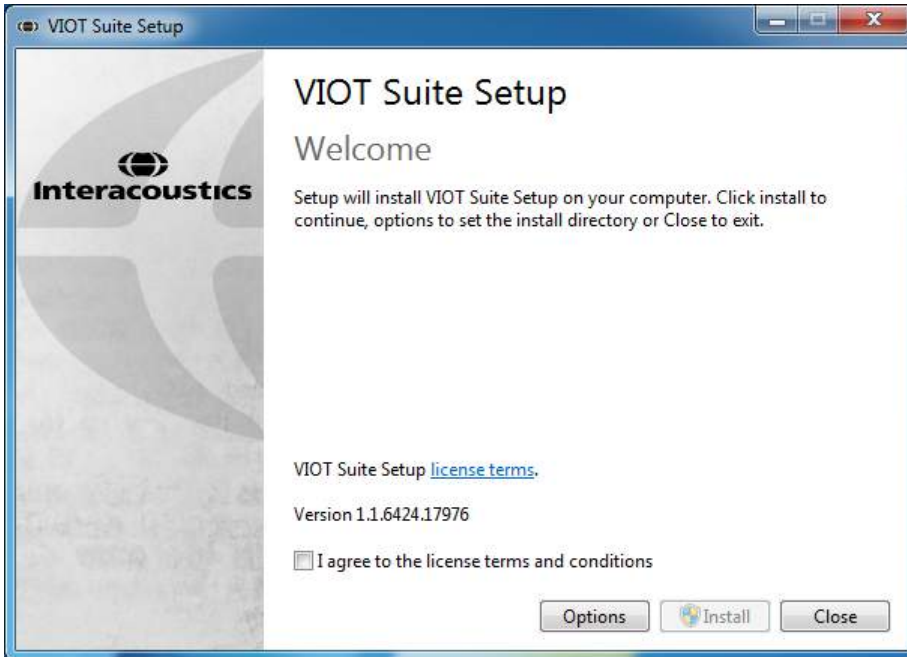 VIOT Suite Setup
VIOT Suite Setup
Welcome
Interacoustics
Setup will install VIOT Suite Setup on your computer. Click install to
continue, options to set the install directory or Close to exit.
VIOT Suite Setup license terms.
Version 1.1.6424.17976
I agree to the license terms and conditions
Options Install Close